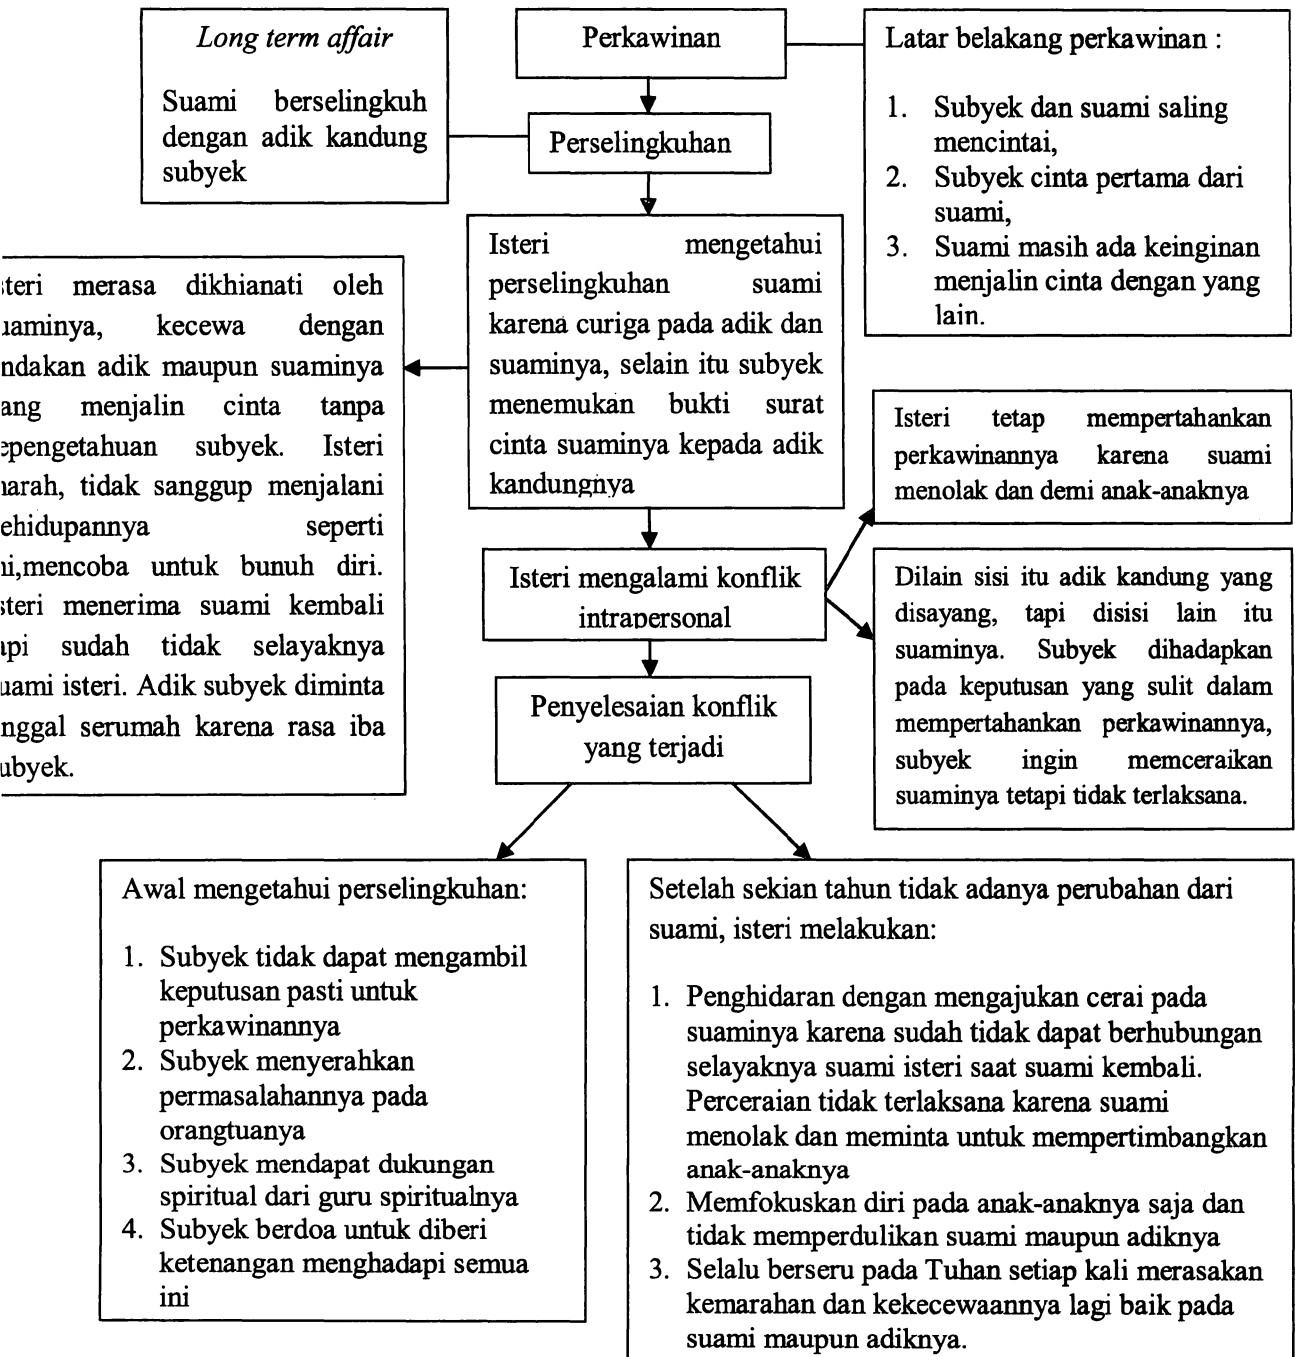 Long term affair
Suami berselingkuh
dengan adik kandung
subyek
Perkawinan
Perselingkuhan
Latar belakang perkawinan :
1. Subyek dan suami saling
mencintai,
2. Subyek cinta pertama dari
suami,
3. Suami masih ada keinginan
menjalin cinta dengan yang
lain.
Isteri mengetahui
perselingkuhan suami
karena curiga pada adik dan
suaminya, selain itu subyek
menemukan bukti surat
cinta suaminya kepada adik
kandungnya
merasa dikhianati oleh
kecewa dengan
adik maupun suaminya
menjalin cinta tanpa
subyek. Isteri
tidak sanggup menjalani
seperti
untuk bunuh diri.
menerima suami kembali
sudah tidak selayaknya
isteri. Adik subyek diminta
serumah karena rasa iba
Isteri tetap mempertahankan
perkawinannya karena suami
menolak dan demi anak-anaknya
Isteri mengalami konflik
intrapersonal
Dilain sisi itu adik kandung yang
disayang, tapi disisi lain itu
suaminya. Subyek dihadapkan
pada keputusan yang sulit dalam
mempertahankan perkawinannya,
subyek ingin memceraikan
suaminya tetapi tidak terlaksana.
Penyelesaian konflik
yang terjadi
Awal mengetahui perselingkuhan:
1. Subyek tidak dapat mengambil
keputusan pasti untuk
perkawinannya
2. Subyek menyerahkan
permasalahannya pada
orangtuanya
3. Subyek mendapat dukungan
spiritual dari guru spiritualnya
4. Subyek berdoa untuk diberi
ketenangan menghadapi semua
ini
Setelah sekian tahun tidak adanya perubahan dari
suami, isteri melakukan:
1. Penghidaran dengan mengajukan cerai pada
suaminya karena sudah tidak dapat berhubungan
selayaknya suami isteri saat suami kembali.
Perceraian tidak terlaksana karena suami
menolak dan meminta untuk mempertimbangkan
anak-anaknya
2. Memfokuskan diri pada anak-anaknya saja dan
tidak memperdulikan suami maupun adiknya
3. Selalu berseru pada Tuhan setiap kali merasakan
kemarahan dan kekecewaannya lagi baik pada
suami maupun adiknya.